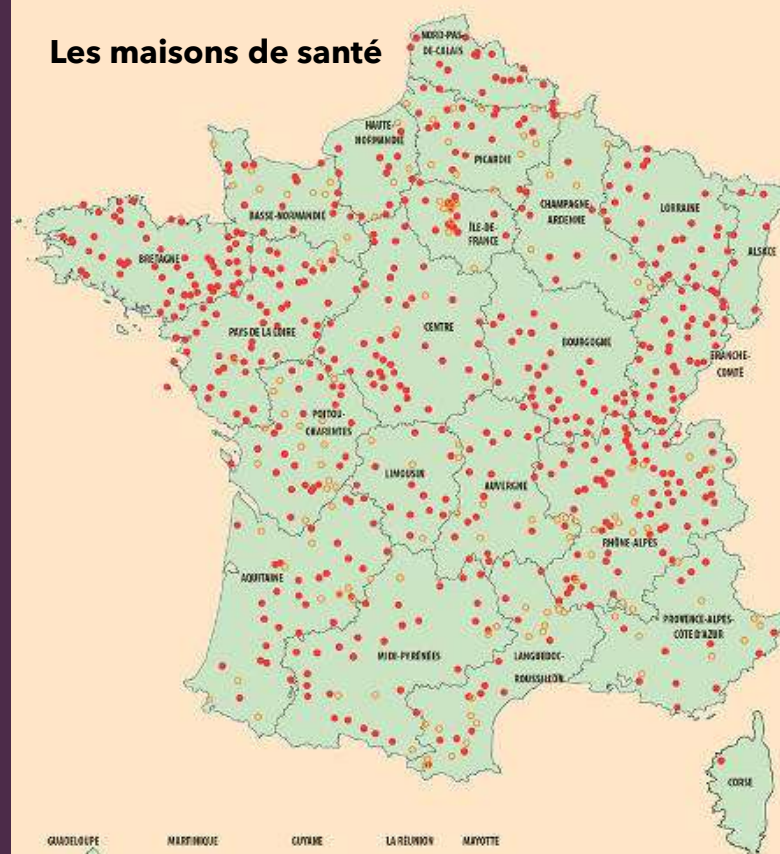 Les maisons de santé
NORD-PAS-
DE-CALAIS
HAUTE-
NORMANDIE
PICARDIE
BASSE-NORMANDIE
ÎLE-DE-
FRANCE
CHAMPAGNE
ARDENNE
LORRAINE
ALSACE
BRETAGNE
PAYS DE LA LOIRE
CENTRE
BOURGOGNE
FRANCHE-
COMTÉ
POITOU-
CHARENTES
LIMOUSIN
AUVERGNE
RHÔNE-ALPES
AQUITAINE
MIDI-PYRÉNÉES
LANGUEDOC-
ROUSSILLON
PROVENCE-ALPES-
CÔTE D'AZUR
CORSE
GUADELOUPE
MARTINIQUE
GUYANE
LA RÉUNION
MAYOTTE